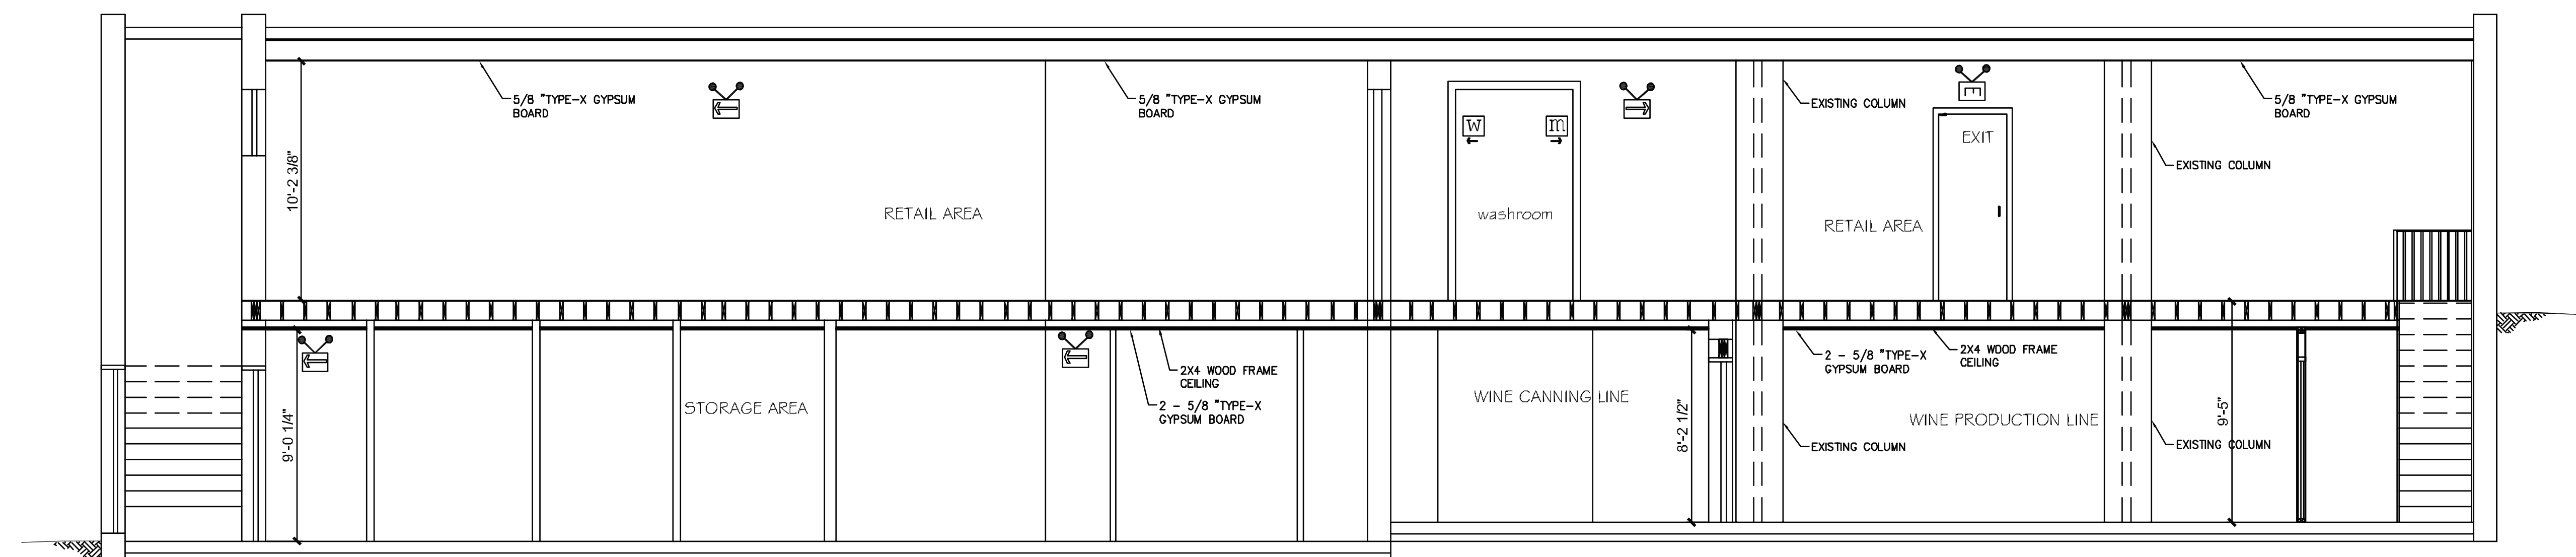 5/8 "TYPE-X GYPSUM
BOARD
5/8 "TYPE-X GYPSUM
BOARD
EXISTING COLUMN
E
5/8 "TYPE-X GYPSUM
BOARD
W
m
EXIT
10'-2 3/8"
EXISTING COLUMN
RETAIL AREA
washroom
RETAIL AREA
2X4 WOOD FRAME
CEILING
2 - 5/8 "TYPE-X
GYPSUM BOARD
2 - 5/8 "TYPE-X
GYPSUM BOARD
2X4 WOOD FRAME
CEILING
9'-0 1/4"
STORAGE AREA
WINE CANNING LINE
8'-2 1/2"
WINE PRODUCTION LINE
9'-5"
EXISTING COLUMN
EXISTING COLUMN